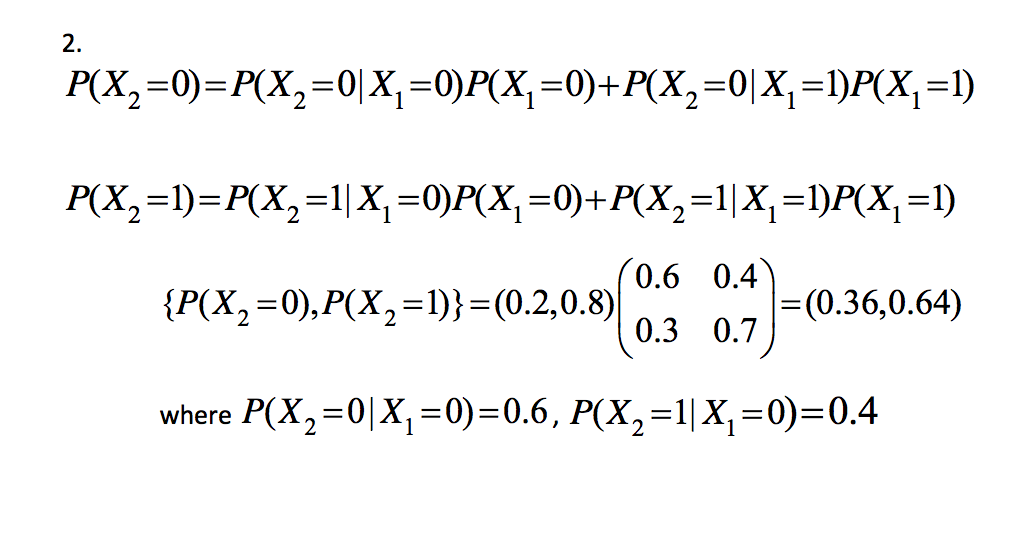 2.
P(X₂=0)=P(X₂=0|X₁=0)P(X₁=0)+P(X₂=0|X₁=1)P(X₁=1)
P(X₂=1)=P(X₂=1|X₁=0)P(X₁=0)+P(X₂=1|X₁=1)P(X₁=1)
{P(X₂=0),P(X₂=1)}=(0.2,0.8)(0.6 0.4
0.3 0.7)=(0.36,0.64)
where P(X₂=0|X₁=0)=0.6, P(X₂=1|X₁=0)=0.4